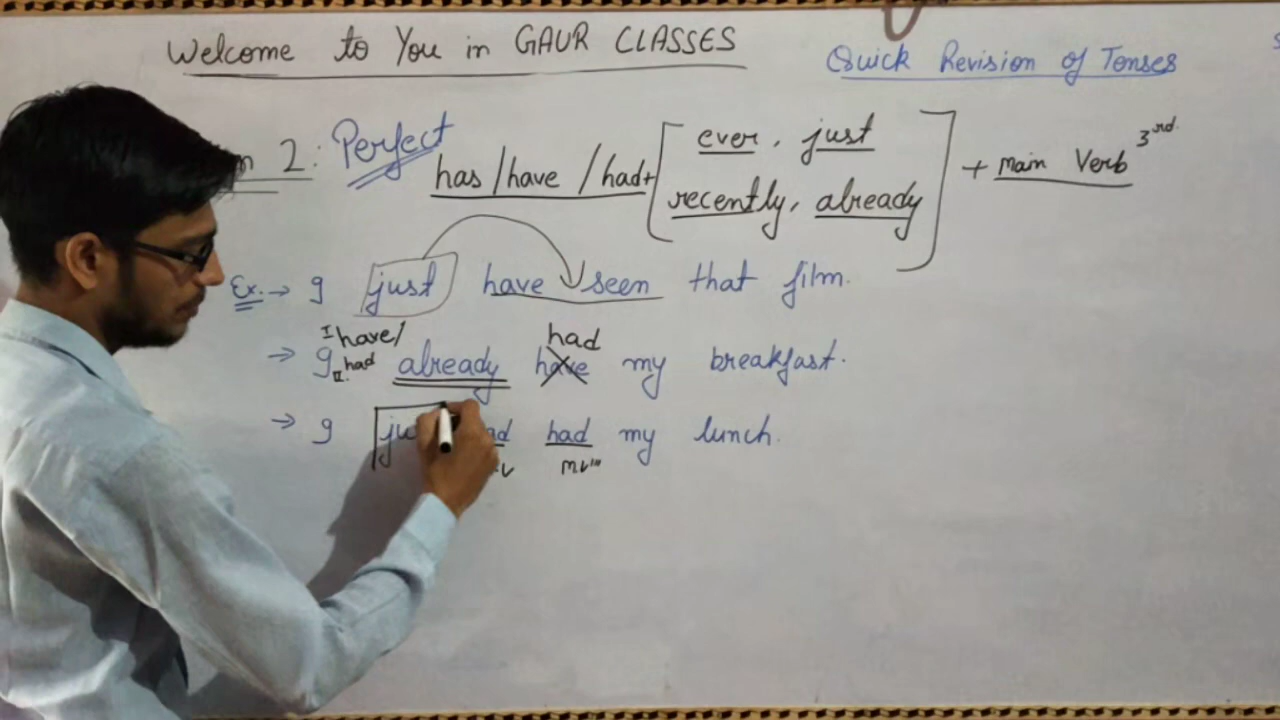 Welcome to You in GAUR CLASSES
Quick Revision of Tenses
2: Perfect
has/have/had+ [ever, just
recently, already] + main Verb 3rd.
Ex.→ I just have seen that film.
I have/ had
→ I II. had already have my breakfast.
→ I had my lunch.
mv'''